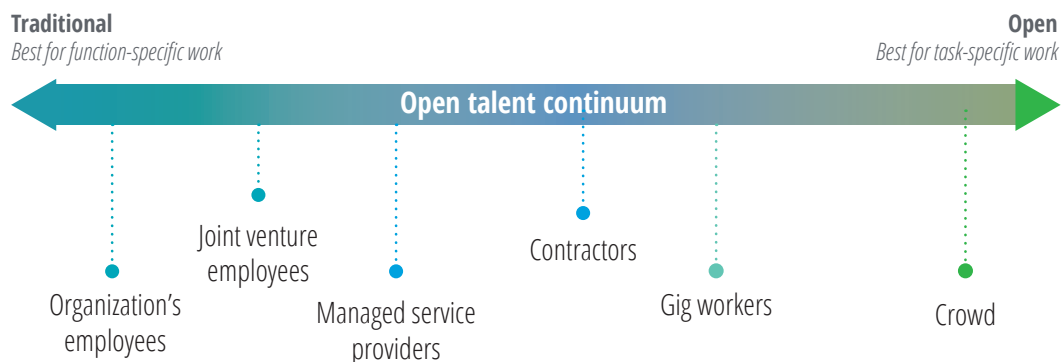 Traditional
Best for function-specific work
Open
Best for task-specific work
Open talent continuum
Organization’s
employees
Joint venture
employees
Managed service
providers
Contractors
Gig workers
Crowd